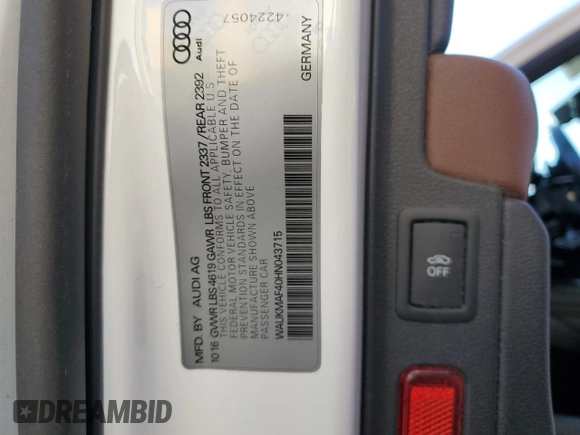 MFD. BY AUDI AG
1016 GVWR LBS 4619 GAWR LBS FRONT 2337/REAR 2392
THIS VEHICLE CONFORMS TO ALL APPLICABLE U.S.
FEDERAL MOTOR VEHICLE SAFETY, BUMPER AND THEFT
PREVENTION STANDARDS IN EFFECT ON THE DATE OF
MANUFACTURE SHOWN ABOVE
PASSENGER CAR
WAUKMAF40HN043715
GERMANY
Audi
4224057
OFF
DREAMBID